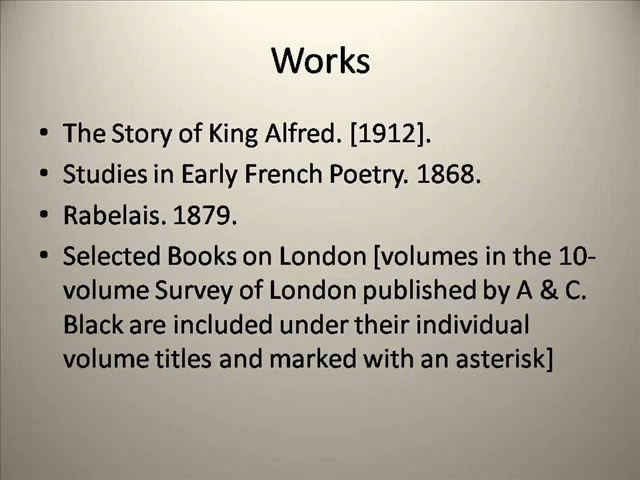 Works
• The Story of King Alfred. [1912].
• Studies in Early French Poetry. 1868.
• Rabelais. 1879.
• Selected Books on London [volumes in the 10-
volume Survey of London published by A & C.
Black are included under their individual
volume titles and marked with an asterisk]